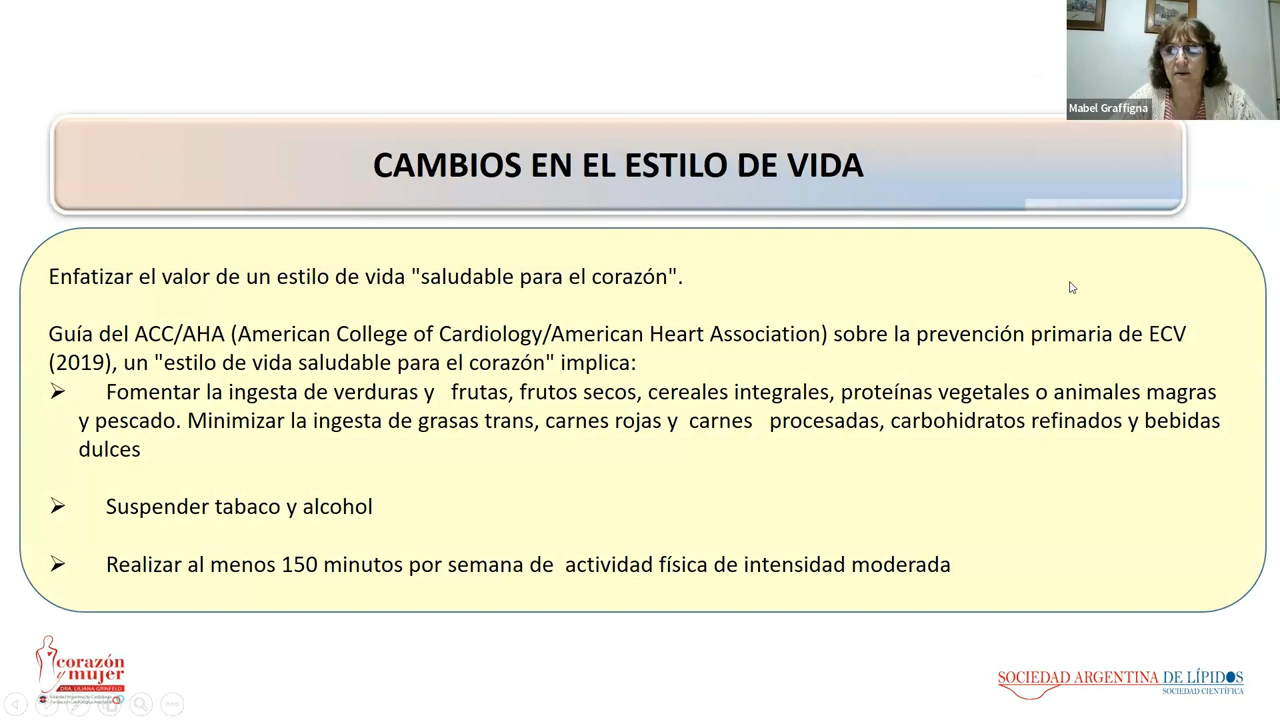 Mabel Graffigna
CAMBIOS EN EL ESTILO DE VIDA
Enfatizar el valor de un estilo de vida "saludable para el corazón".
Guía del ACC/AHA (American College of Cardiology/American Heart Association) sobre la prevención primaria de ECV
(2019), un "estilo de vida saludable para el corazón" implica:
Fomentar la ingesta de verduras y frutas, frutos secos, cereales integrales, proteínas vegetales o animales magras
y pescado. Minimizar la ingesta de grasas trans, carnes rojas y carnes procesadas, carbohidratos refinados y bebidas
dulces
Suspender tabaco y alcohol
Realizar al menos 150 minutos por semana de actividad física de intensidad moderada
corazón
y mujer
DRA. LILIANA GRINFELD
SOCIEDAD ARGENTINA DE LÍPIDOS
SOCIEDAD CIENTÍFICA